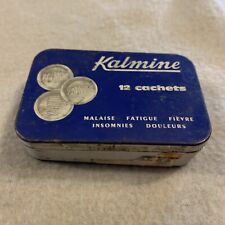 Kalmine
12 cachets
MALAISE FATIGUE FIÈVRE
INSOMNIES DOULEURS